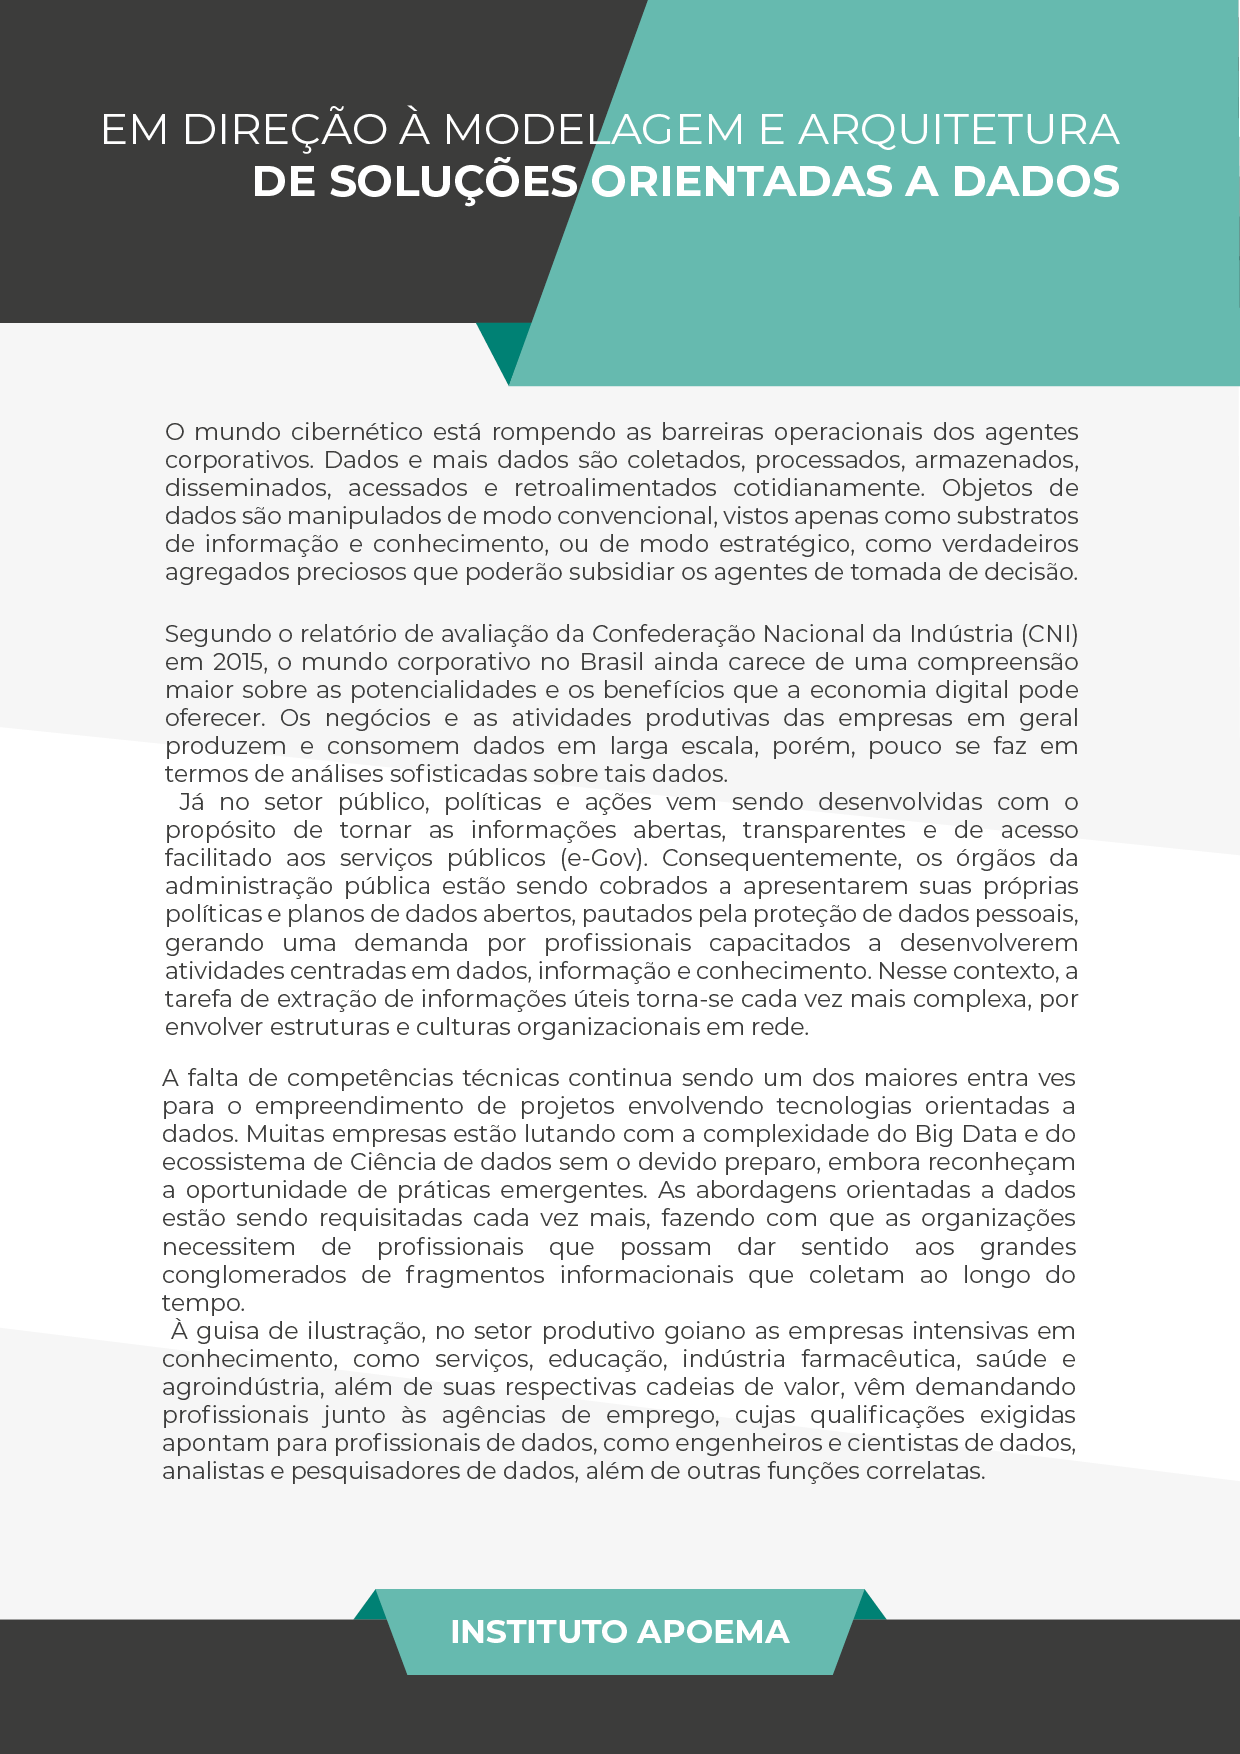 EM DIREÇÃO À MODELAGEM E ARQUITETURA
DE SOLUÇÕES ORIENTADAS A DADOS
O mundo cibernético está rompendo as barreiras operacionais dos agentes
corporativos. Dados e mais dados são coletados, processados, armazenados,
disseminados, acessados e retroalimentados cotidianamente. Objetos de
dados são manipulados de modo convencional, vistos apenas como substratos
de informação e conhecimento, ou de modo estratégico, como verdadeiros
agregados preciosos que poderão subsidiar os agentes de tomada de decisão.
Segundo o relatório de avaliação da Confederação Nacional da Indústria (CNI)
em 2015, o mundo corporativo no Brasil ainda carece de uma compreensão
maior sobre as potencialidades e os benefícios que a economia digital pode
oferecer. Os negócios e as atividades produtivas das empresas em geral
produzem e consomem dados em larga escala, porém, pouco se faz em
termos de análises sofisticadas sobre tais dados.
Já no setor público, políticas e ações vem sendo desenvolvidas com o
propósito de tornar as informações abertas, transparentes e de acesso
facilitado aos serviços públicos (e-Gov). Consequentemente, os órgãos da
administração pública estão sendo cobrados a apresentarem suas próprias
políticas e planos de dados abertos, pautados pela proteção de dados pessoais,
gerando uma demanda por profissionais capacitados a desenvolverem
atividades centradas em dados, informação e conhecimento. Nesse contexto, a
tarefa de extração de informações úteis torna-se cada vez mais complexa, por
envolver estruturas e culturas organizacionais em rede.
A falta de competências técnicas continua sendo um dos maiores entra ves
para o empreendimento de projetos envolvendo tecnologias orientadas a
dados. Muitas empresas estão lutando com a complexidade do Big Data e do
ecossistema de Ciência de dados sem o devido preparo, embora reconheçam
a oportunidade de práticas emergentes. As abordagens orientadas a dados
estão sendo requisitadas cada vez mais, fazendo com que as organizações
necessitem de profissionais que possam dar sentido aos grandes
conglomerados de fragmentos informacionais que coletam ao longo do
tempo.
À guisa de ilustração, no setor produtivo goiano as empresas intensivas em
conhecimento, como serviços, educação, indústria farmacêutica, saúde e
agroindústria, além de suas respectivas cadeias de valor, vêm demandando
profissionais junto às agências de emprego, cujas qualificações exigidas
apontam para profissionais de dados, como engenheiros e cientistas de dados,
analistas e pesquisadores de dados, além de outras funções correlatas.
INSTITUTO APOEMA